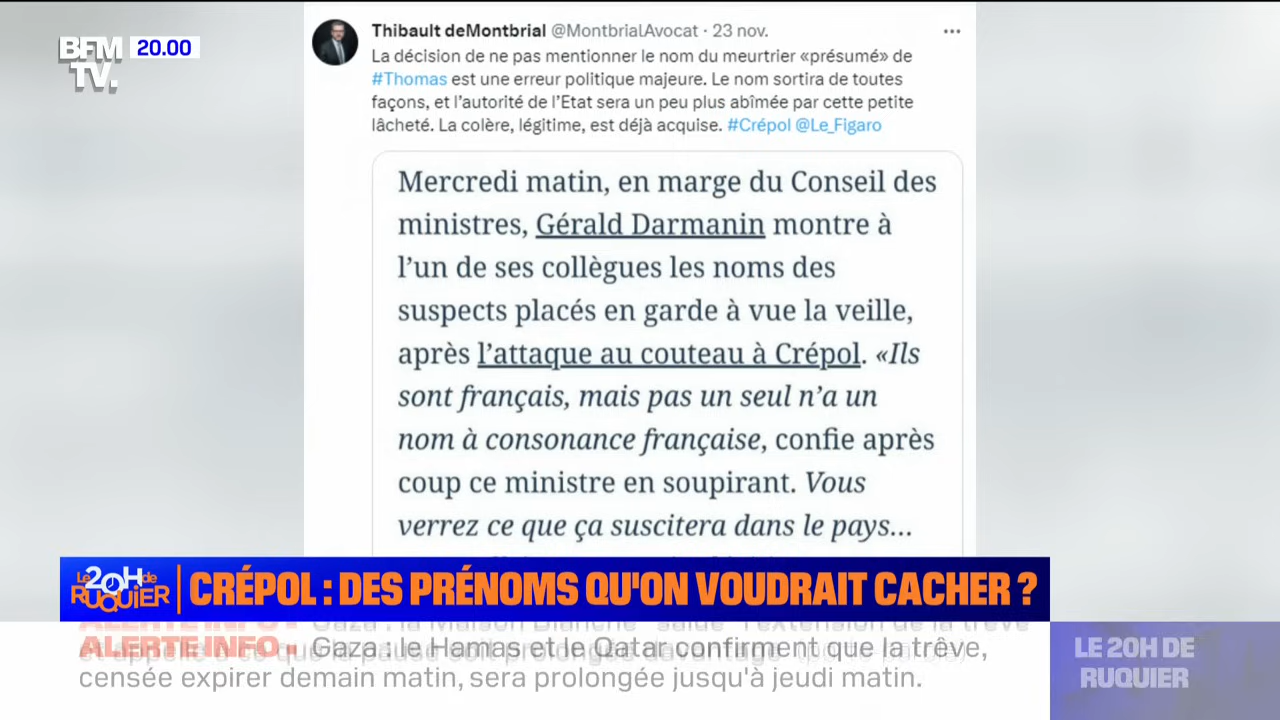 BFM
TV.
20.00
Thibault deMontbrial @MontbrialAvocat · 23 nov.
La décision de ne pas mentionner le nom du meurtrier «présumé» de
#Thomas est une erreur politique majeure. Le nom sortira de toutes
façons, et l'autorité de l'Etat sera un peu plus abîmée par cette petite
lâcheté. La colère, légitime, est déjà acquise. #Crépol @Le_Figaro
Mercredi matin, en marge du Conseil des
ministres, Gérald Darmanin montre à
l'un de ses collègues les noms des
suspects placés en garde à vue la veille,
après l'attaque au couteau à Crépol. «Ils
sont français, mais pas un seul n'a un
nom à consonance française, confie après
coup ce ministre en soupirant. Vous
verrez ce que ça suscitera dans le pays...
Le 20H de
RUQUIER
CRÉPOL : DES PRÉNOMS QU'ON VOUDRAIT CACHER ?
ALERTE INFO Gaza : le Hamas et le Qatar confirment que la trêve,
censée expirer demain matin, sera prolongée jusqu'à jeudi matin.
LE 20H DE
RUQUIER